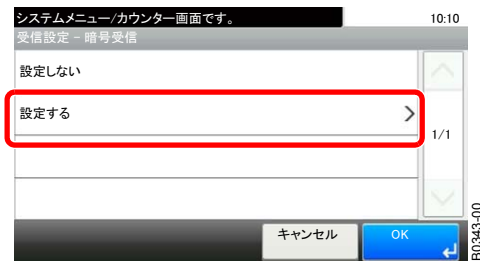 システムメニュー/カウンター画面です。 10:10
受信設定 - 暗号受信
設定しない
設定する
1/1
キャンセル OK
B0343-00